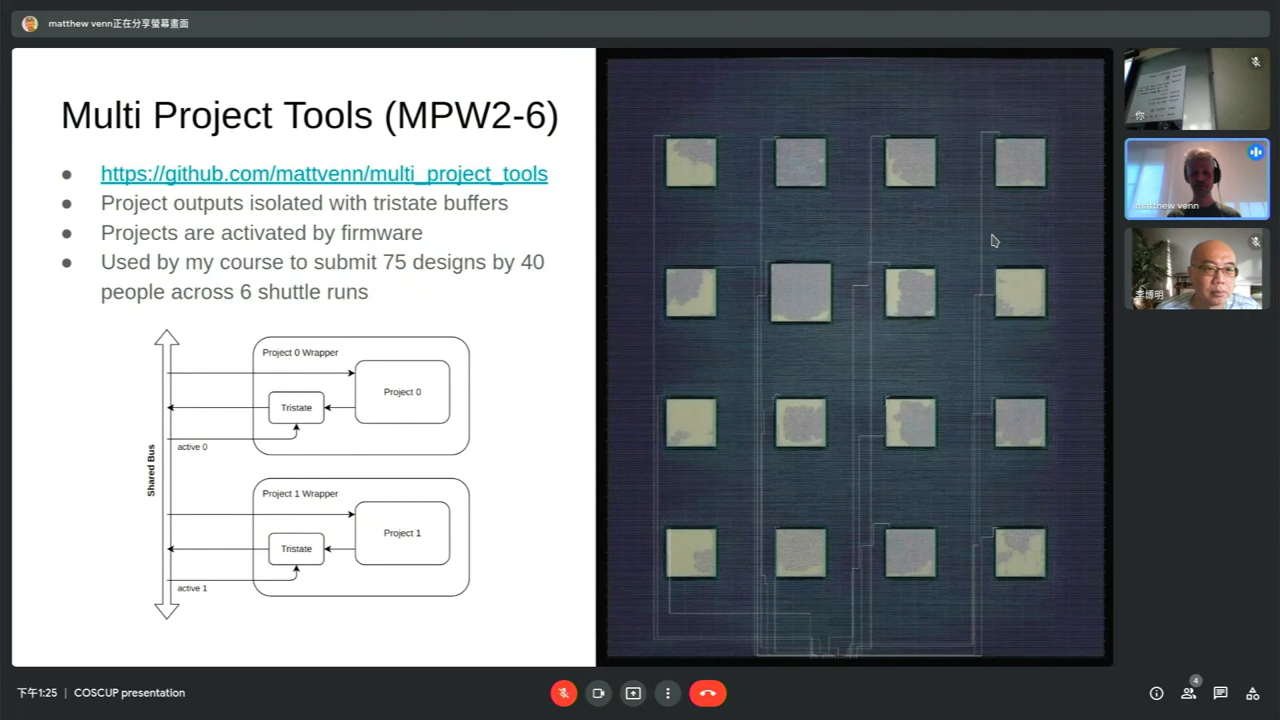 matthew venn正在分享螢幕畫面
Multi Project Tools (MPW2-6)
https://github.com/mattvenn/multi_project_tools
Project outputs isolated with tristate buffers
Projects are activated by firmware
Used by my course to submit 75 designs by 40
people across 6 shuttle runs
Shared Bus
Project 0 Wrapper
Project 0
Tristate
active 0
Project 1 Wrapper
Project 1
Tristate
active 1
你
matthew venn
李博明
下午1:25 | COSCUP presentation
4